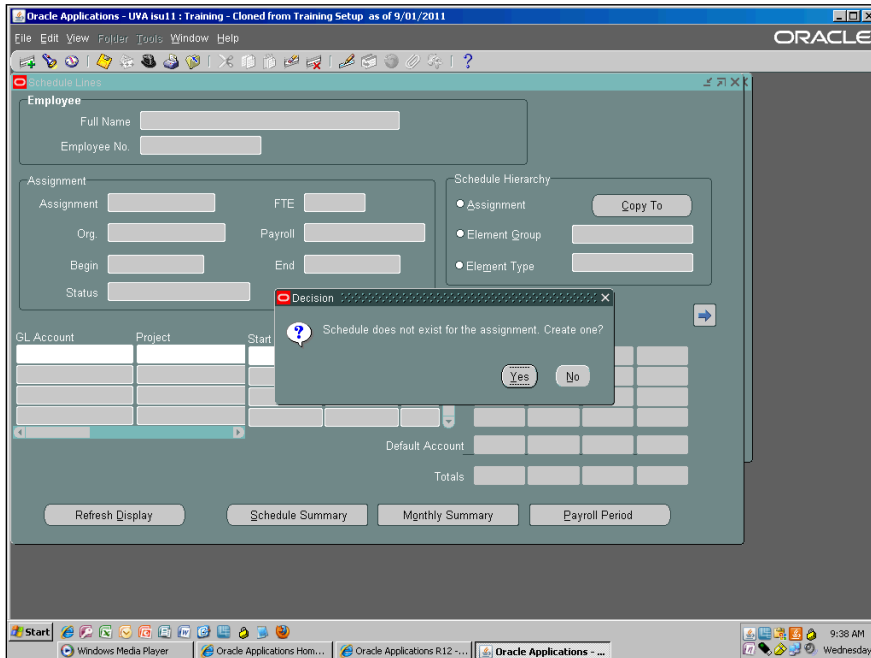 Oracle Applications - UVA isu11 : Training - Cloned from Training Setup as of 9/01/2011
File Edit View Folder Tools Window Help
ORACLE
Schedule Lines
Employee
Full Name
Employee No.
Assignment
Assignment
FTE
Org.
Payroll
Begin
End
Status
Schedule Hierarchy
Assignment
Copy To
Element Group
Element Type
Decision
Schedule does not exist for the assignment. Create one?
Yes No
GL Account Project Start
Default Account
Totals
Refresh Display Schedule Summary Monthly Summary Payroll Period
Start
9:38 AM
Windows Media Player Oracle Applications Hom... Oracle Applications R12 -... Oracle Applications - ... Wednesday